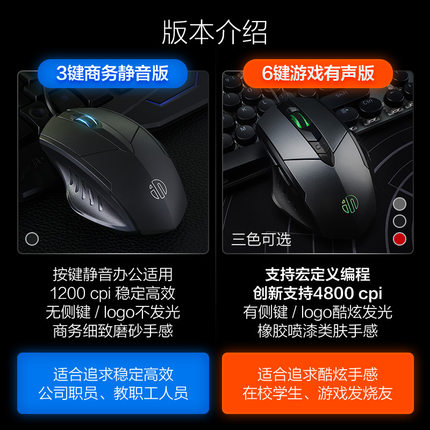 版本介绍
3键商务静音版
按键静音办公适用
1200 cpi 稳定高效
无侧键 / logo不发光
商务细致磨砂手感
适合追求稳定高效
公司职员、教职工人员
6键游戏有声版
三色可选
支持宏定义编程
创新支持4800 cpi
有侧键 / logo酷炫发光
橡胶喷漆类肤手感
适合追求酷炫手感
在校学生、游戏发烧友